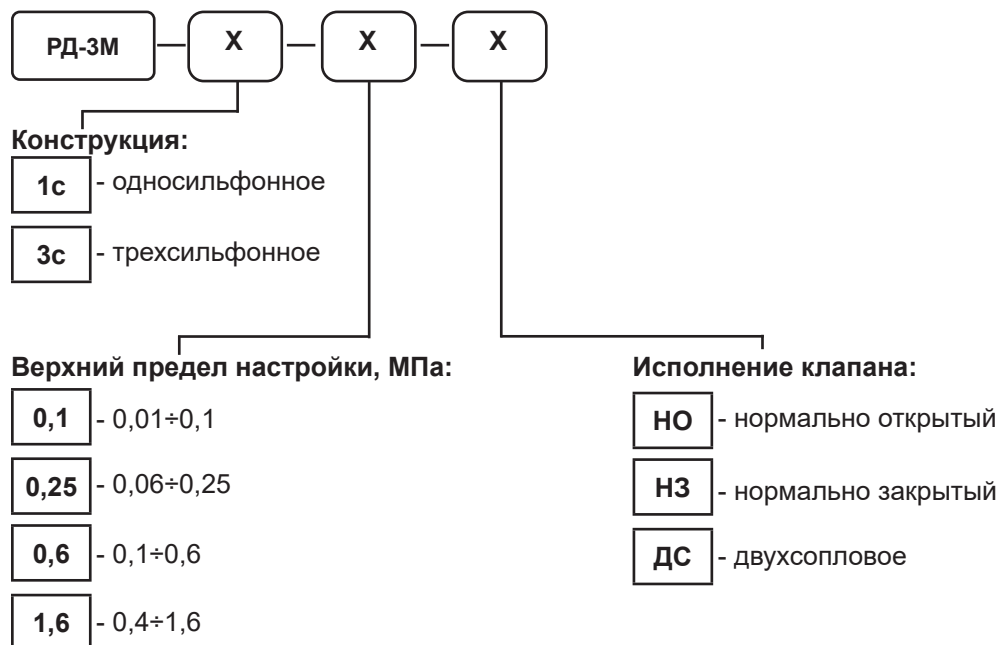 РД-3М Х Х Х
Конструкция:
1с - односильфонное
3с - трехсильфонное
Верхний предел настройки, МПа:
0,1 - 0,01÷0,1
0,25 - 0,06÷0,25
0,6 - 0,1÷0,6
1,6 - 0,4÷1,6
Исполнение клапана:
НО - нормально открытый
НЗ - нормально закрытый
ДС - двухсопловое